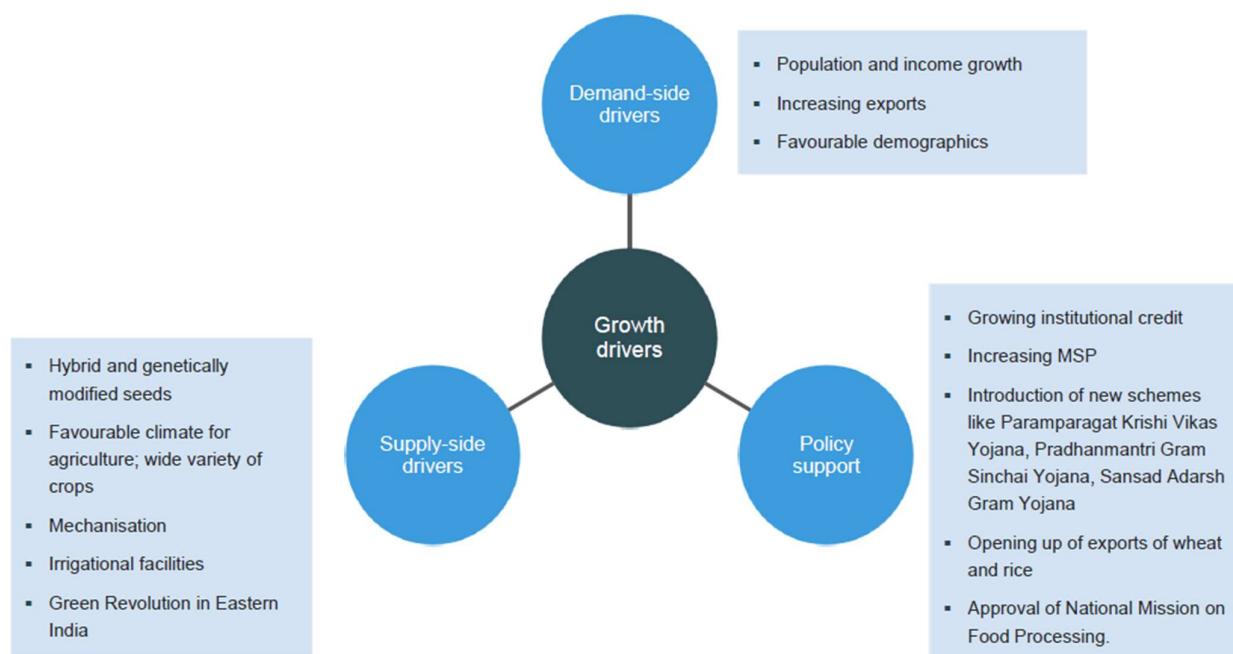 Demand-side
drivers
Population and income growth
Increasing exports
Favourable demographics
Growth
drivers
Supply-side
drivers
Hybrid and genetically
modified seeds
Favourable climate for
agriculture; wide variety of
crops
Mechanisation
Irrigational facilities
Green Revolution in Eastern
India
Policy
support
Growing institutional credit
Increasing MSP
Introduction of new schemes
like Paramparagat Krishi Vikas
Yojana, Pradhanmantri Gram
Sinchai Yojana, Sansad Adarsh
Gram Yojana
Opening up of exports of wheat
and rice
Approval of National Mission on
Food Processing.